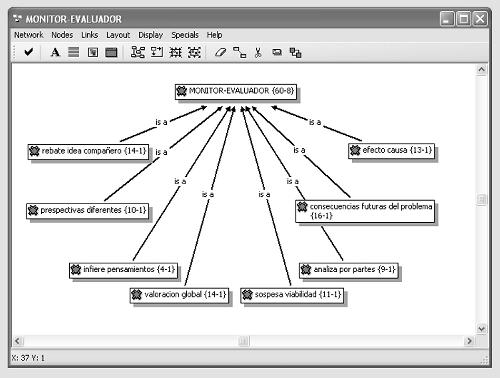 MONITOR-EVALUADOR
Network Nodes Links Layout Display Specials Help
A
MONITOR-EVALUADOR {60-8}
is a
is a
rebate idea compañero {14-1}
efecto causa {13-1}
is a
is a
is a
is a
is a
is a
prespectivas diferentes {10-1}
consecuencias futuras del problema
{16-1}
infiere pensamientos {4-1}
analiza por partes {9-1}
valoracion global {14-1}
sospesa viabilidad {11-1}
X: 37 Y: 1